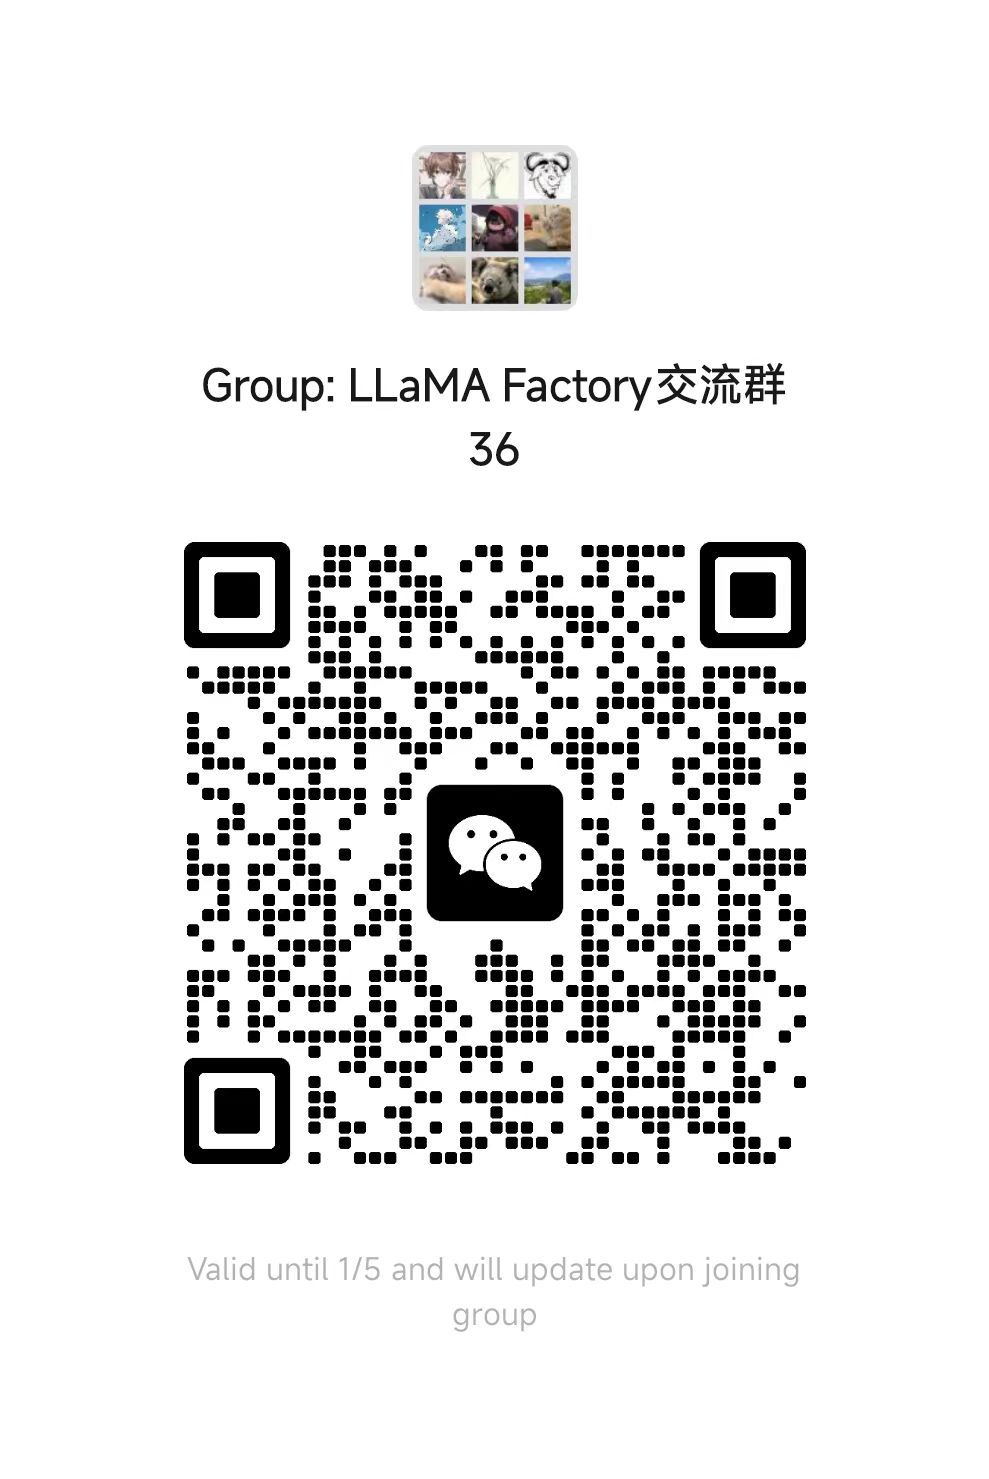 Group: LLaMA Factory交流群
36
Valid until 1/5 and will update upon joining
group